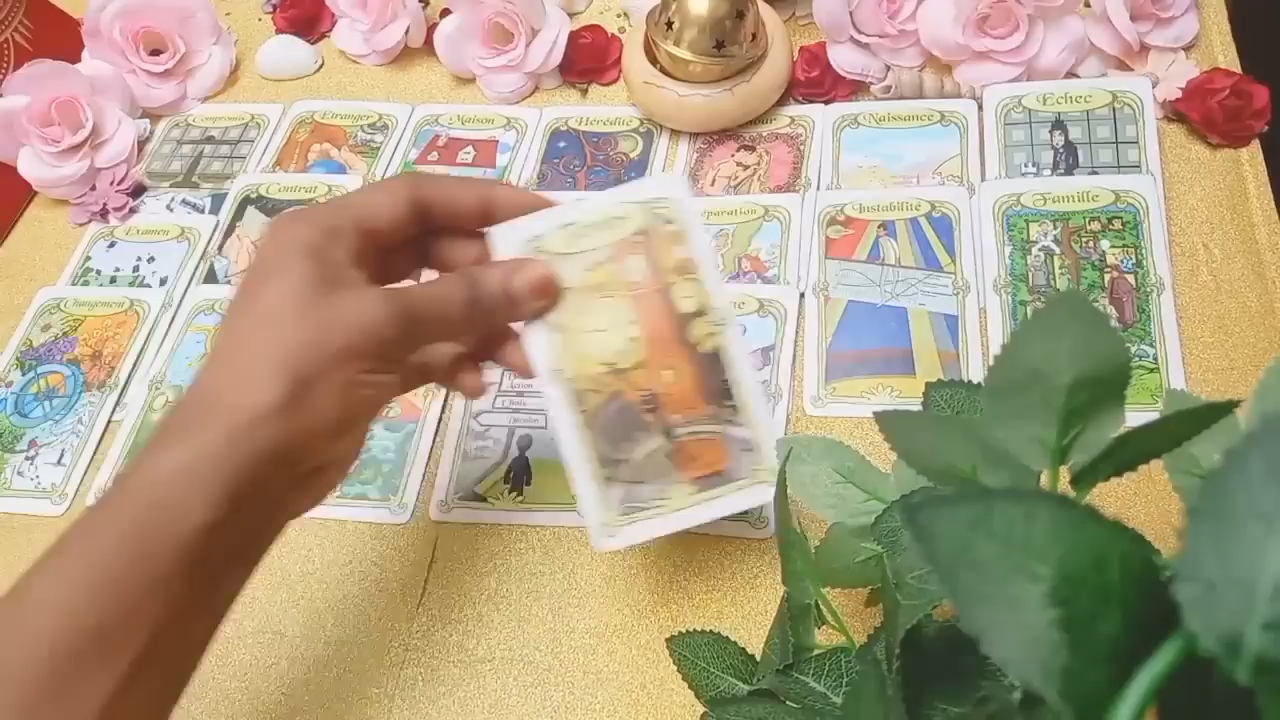 Compromis
Etranger
Maison
Hérédité
Naissance
Echec
Contrat
Instabilité
Famille
Examen
Changement
Action
Choix
Décision